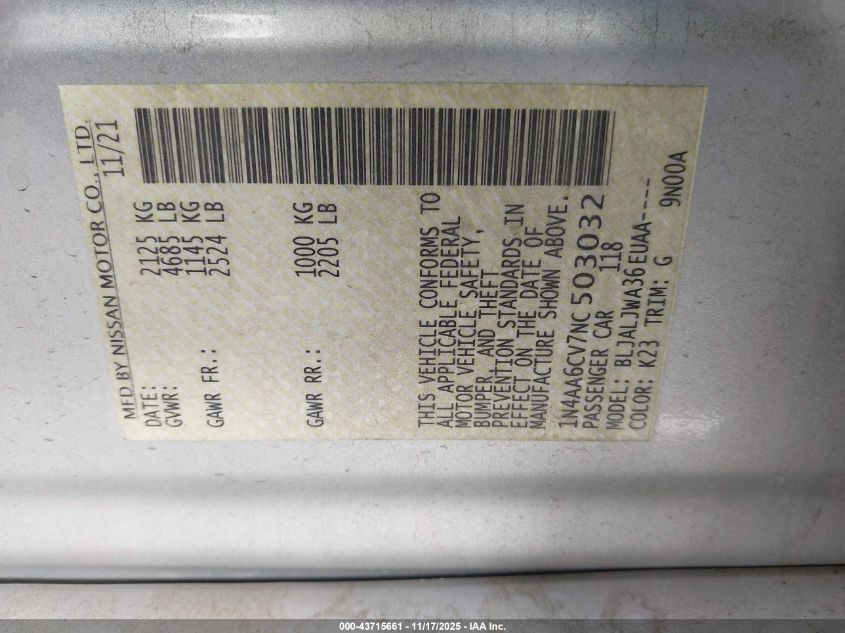 MFD BY NISSAN MOTOR CO., LTD.
DATE: 11/21
GVWR: 2125 KG
4685 LB
GAWR FR.: 1145 KG
2524 LB
GAWR RR.: 1000 KG
2205 LB
THIS VEHICLE CONFORMS TO
ALL APPLICABLE FEDERAL
MOTOR VEHICLE SAFETY,
BUMPER AND THEFT
PREVENTION STANDARDS IN
EFFECT ON THE DATE OF
MANUFACTURE SHOWN ABOVE.
1N4AA6CV7NC503032
PASSENGER CAR 118
MODEL: BLJALJWA36EUAA----
COLOR: K23 TRIM: G 9N00A
000-43715661 - 11/17/2025 - IAA Inc.